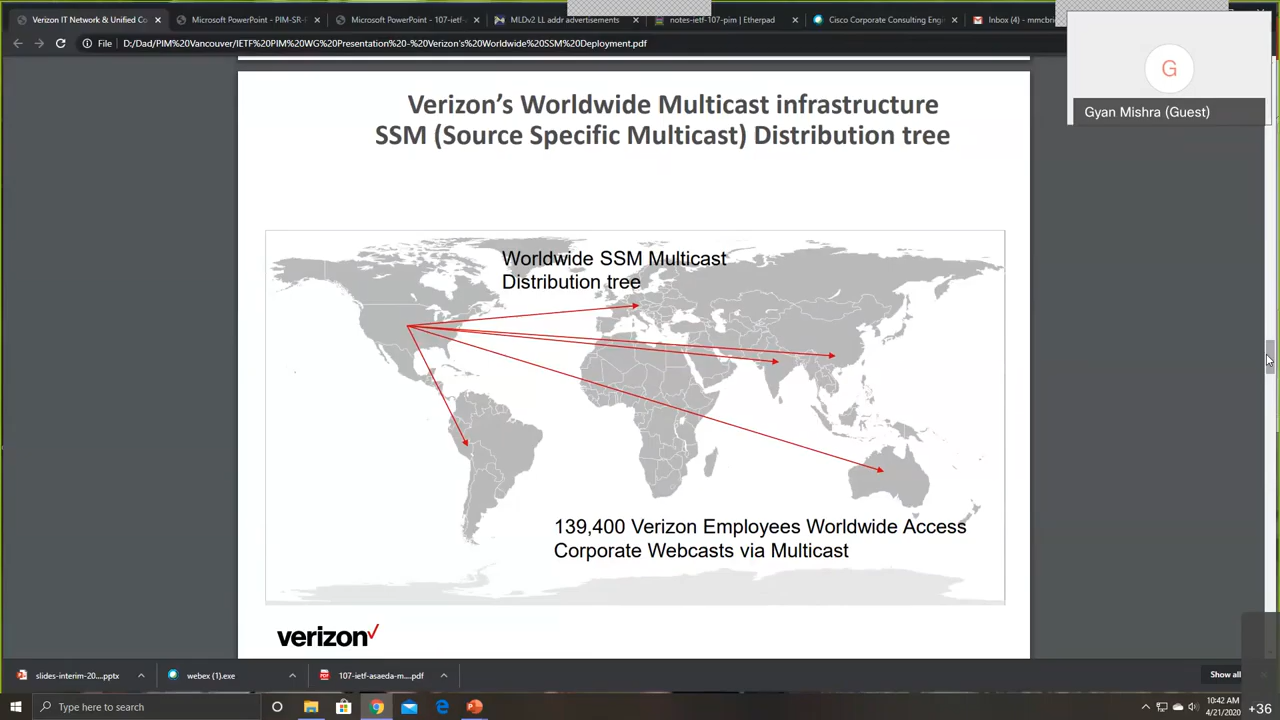 Verizon IT Network & Unified Co
Microsoft PowerPoint - PIM-SR-
Microsoft PowerPoint - 107-ietf-
MLDv2 LL addr advertisements
notes-ietf-107-pim | Etherpad
Cisco Corporate Consulting Eng
Inbox (4) - mmcbri
File
D:/Dad/PIM%20Vancouver/IETF%20PIM%20WG%20Presentation%20-%20Verizon's%20Worldwide%20SSM%20Deployment.pdf
G
Gyan Mishra (Guest)
Verizon's Worldwide Multicast infrastructure
SSM (Source Specific Multicast) Distribution tree
Worldwide SSM Multicast
Distribution tree
139,400 Verizon Employees Worldwide Access
Corporate Webcasts via Multicast
verizon✓
slides-interim-20....pptx
webex (1).exe
107-ietf-asaeda-m....pdf
Show all
Type here to search
10:42 AM
4/21/2020
+36